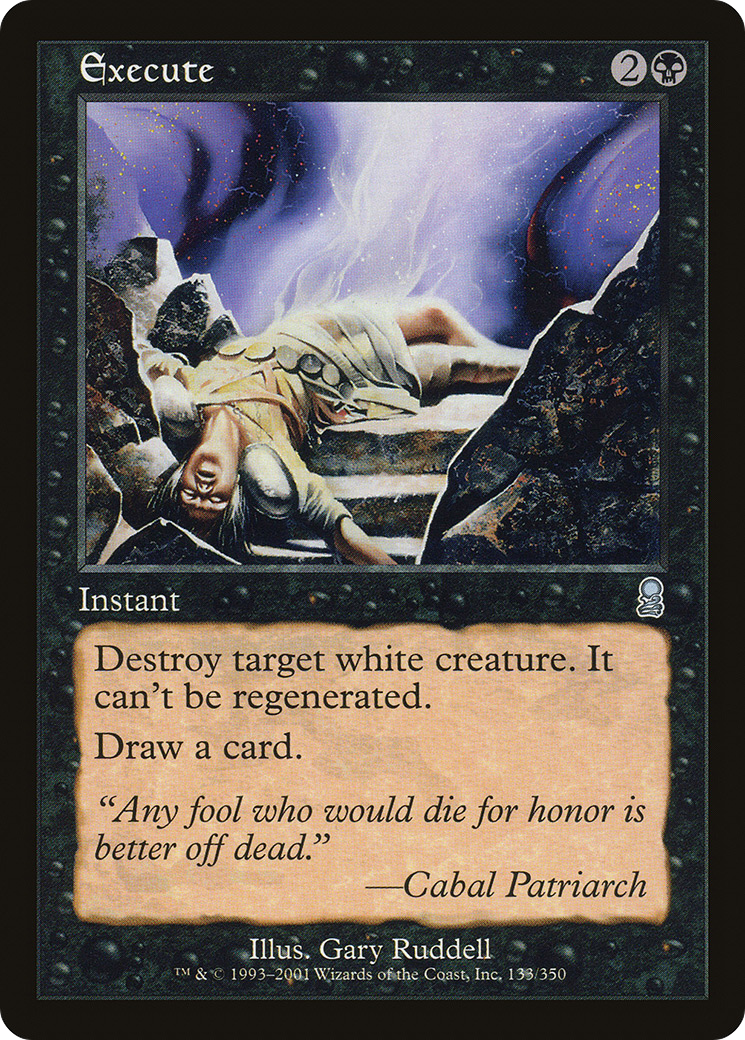 Execute 2
Instant
Destroy target white creature. It
can't be regenerated.
Draw a card.
“Any fool who would die for honor is
better off dead.”
—Cabal Patriarch
Illus. Gary Ruddell
™ & © 1993–2001 Wizards of the Coast, Inc. 133/350